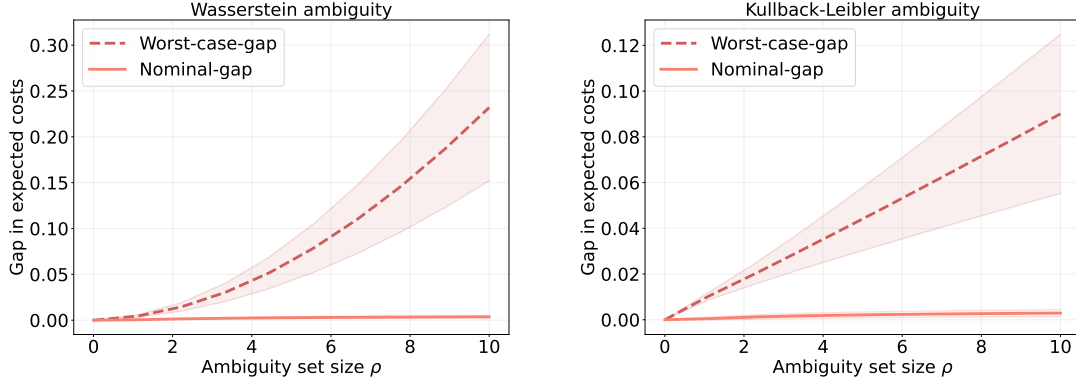 Wasserstein ambiguity
Worst-case-gap
Nominal-gap
0.30
0.25
0.20
0.15
0.10
0.05
0.00
Gap in expected costs
0 2 4 6 8 10
Ambiguity set size ρ
Kullback-Leibler ambiguity
Worst-case-gap
Nominal-gap
0.12
0.10
0.08
0.06
0.04
0.02
0.00
Gap in expected costs
0 2 4 6 8 10
Ambiguity set size ρ